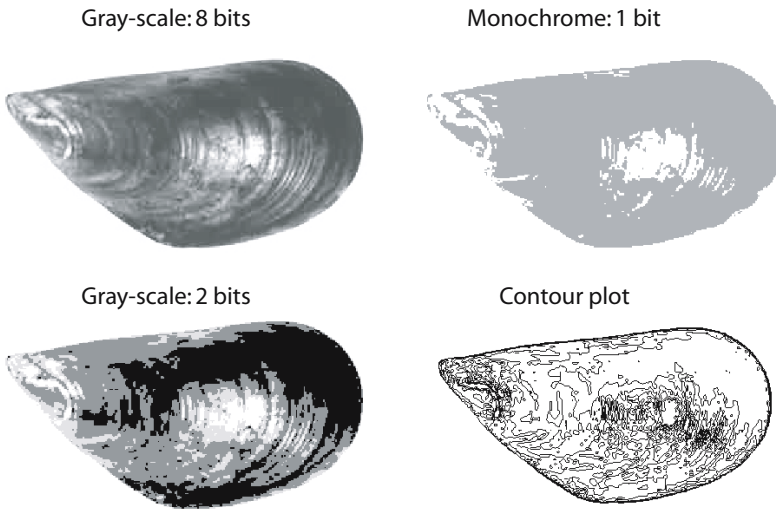 Gray-scale: 8 bits
Monochrome: 1 bit
Gray-scale: 2 bits
Contour plot